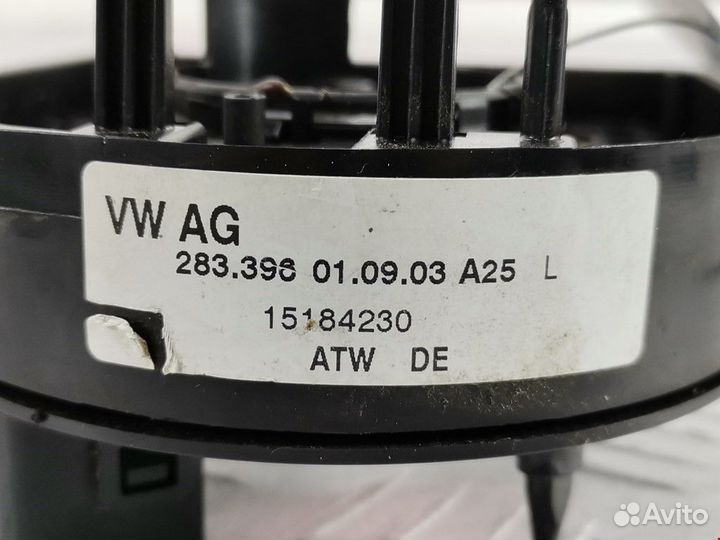 VW AG
283.396 01.09.03 A25 L
15184230
ATW DE
Avito